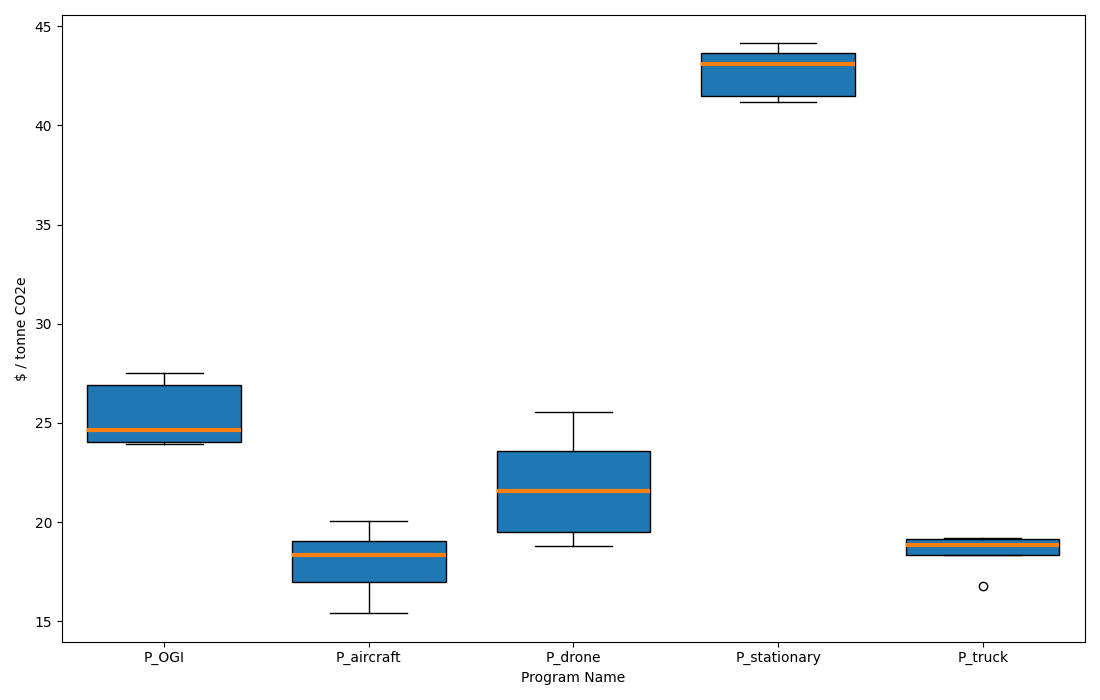 $ / tonne CO2e
45
40
35
30
25
20
15
P_OGI
P_aircraft
P_drone
P_stationary
P_truck
Program Name